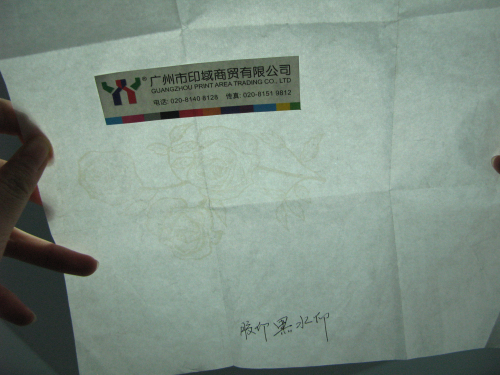 广州市印域商贸有限公司
GUANGZHOU PRINT AREA TRADING CO., LTD
电话: 020-8140 8128 传真: 020-8151 9812
胶印黑水印